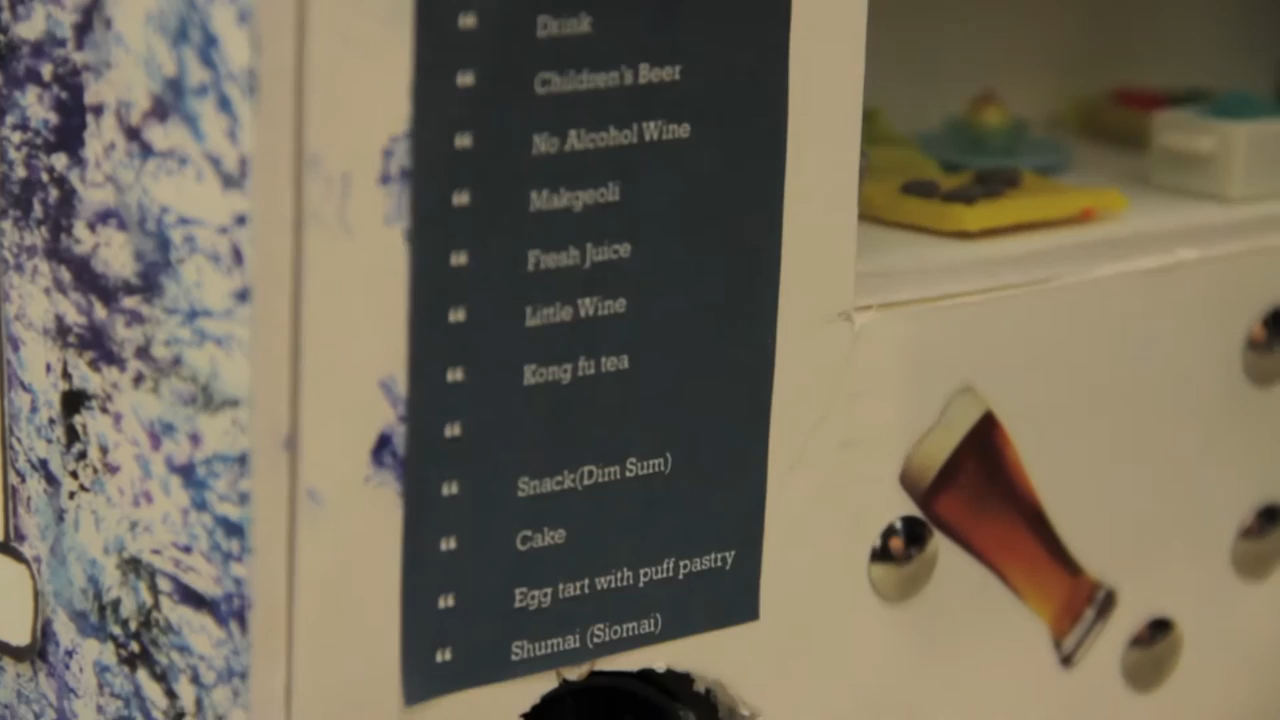 “ Drink
“ Children's Beer
“ No Alcohol Wine
“ Makgeoli
“ Fresh Juice
“ Little Wine
“ Kong fu tea
“
“ Snack(Dim Sum)
“ Cake
“ Egg tart with puff pastry
“ Shumai (Siomai)